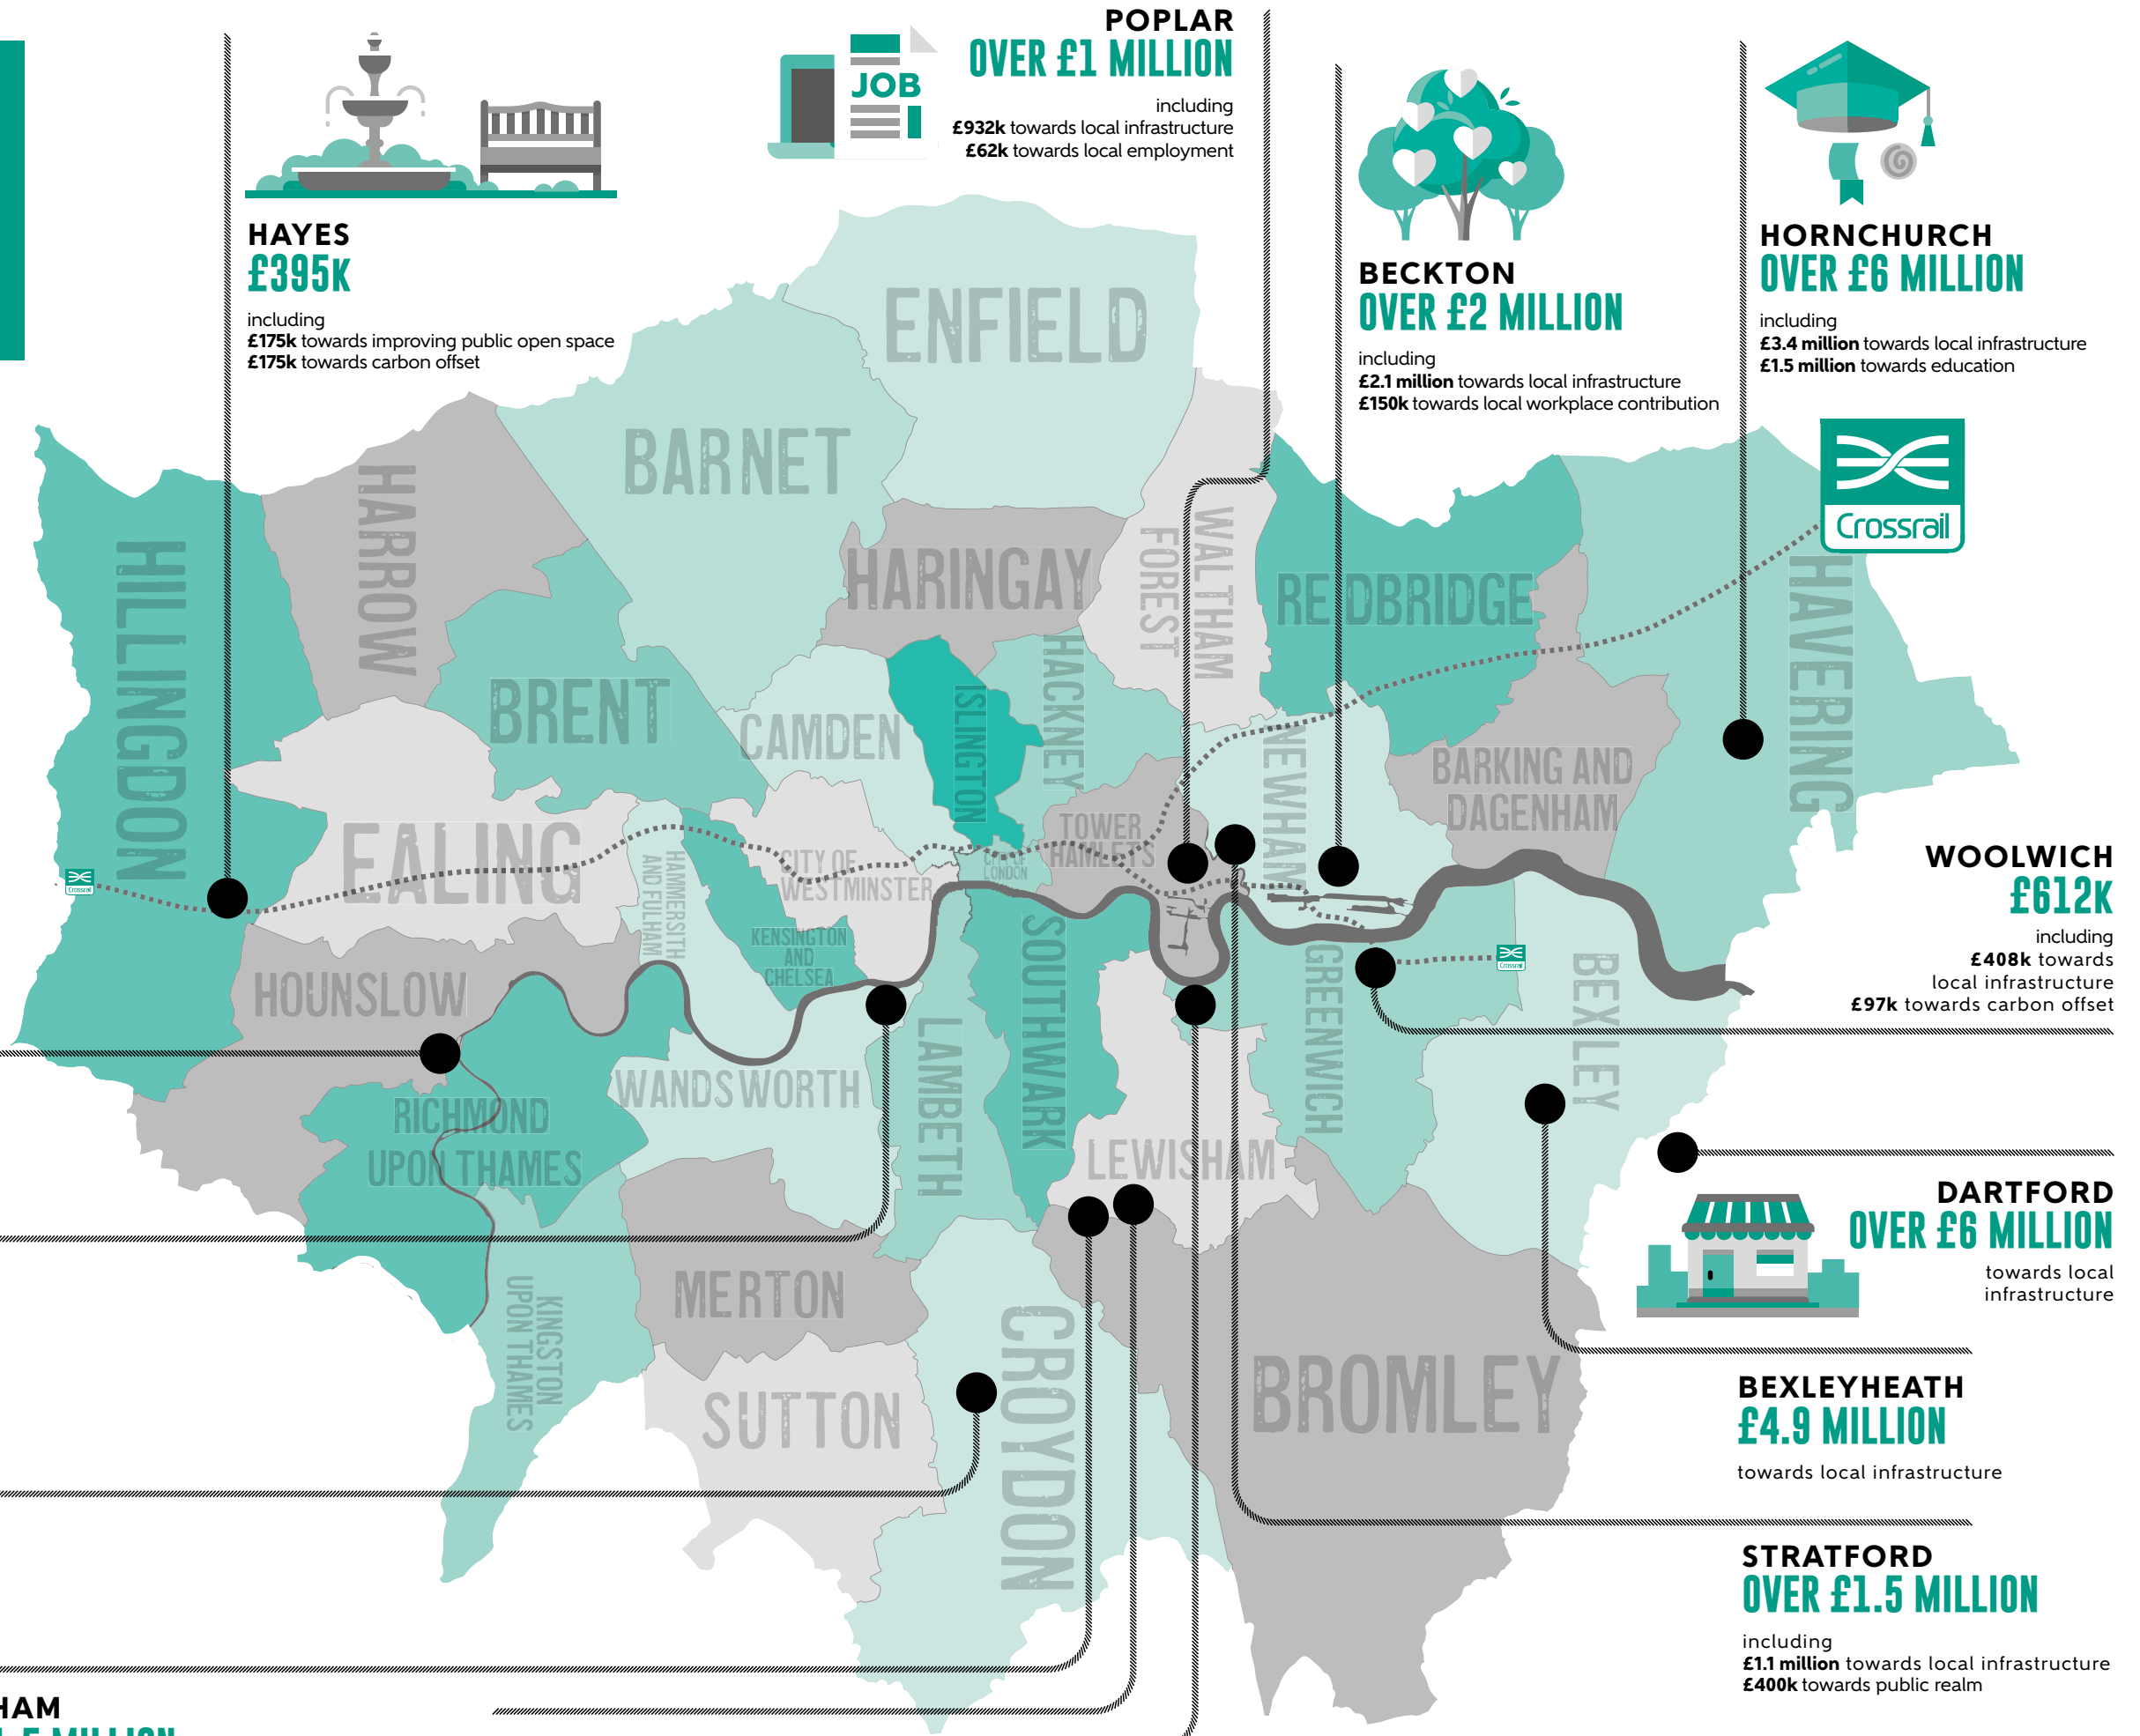 POPLAR
OVER £1 MILLION
including
£932k towards local infrastructure
£62k towards local employment
JOB
HAYES
£395K
including
£175k towards improving public open space
£175k towards carbon offset
BECKTON
OVER £2 MILLION
including
£2.1 million towards local infrastructure
£150k towards local workplace contribution
HORNCHURCH
OVER £6 MILLION
including
£3.4 million towards local infrastructure
£1.5 million towards education
Crossrail
ENFIELD
BARNET
HARROW
HILLINGDON
HARINGAY
WALTHAM
FOREST
REDBRIDGE
HAVERING
BRENT
CAMDEN
ISLINGTON
HACKNEY
NEWHAM
BARKING AND
DAGENHAM
EALING
HAMMERSITH
AND FULHAM
CITY OF
WESTMINSTER
CITY OF
LONDON
TOWER
HAMLETS
Crossrail
KENSINGTON
AND
CHELSEA
HOUNSLOW
SOUTHWARK
GREENWICH
Crossrail
BEXLEY
WOOLWICH
£612K
including
£408k towards
local infrastructure
£97k towards carbon offset
RICHMOND
UPON THAMES
WANDSWORTH
LAMBETH
LEWISHAM
DARTFORD
OVER £6 MILLION
towards local
infrastructure
KINGSTON
UPON THAMES
MERTON
SUTTON
CROYDON
BROMLEY
BEXLEYHEATH
£4.9 MILLION
towards local infrastructure
STRATFORD
OVER £1.5 MILLION
including
£1.1 million towards local infrastructure
£400k towards public realm
HAM